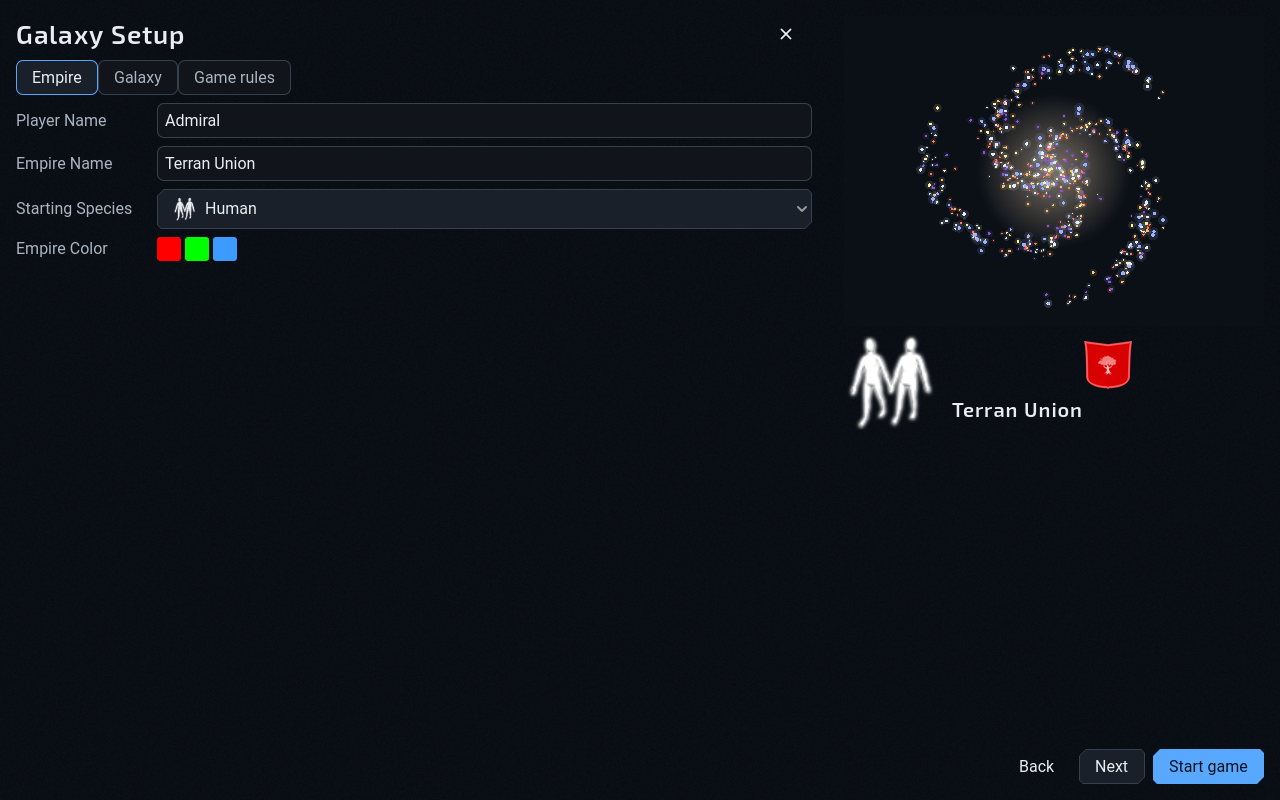 Galaxy Setup
Empire
Galaxy
Game rules
Player Name
Admiral
Empire Name
Terran Union
Starting Species
Human
Empire Color
Terran Union
Back
Next
Start game